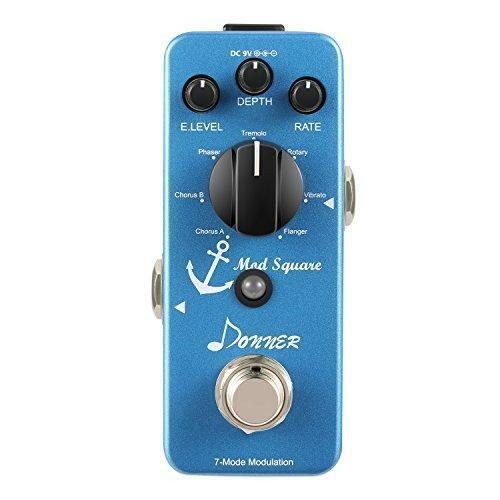 DC 9V
DEPTH
E.LEVEL
RATE
Tremolo
Phaser
Rotary
Chorus B
Vibrato
Chorus A
Flanger
Mod Square
DONNER
7-Mode Modulation